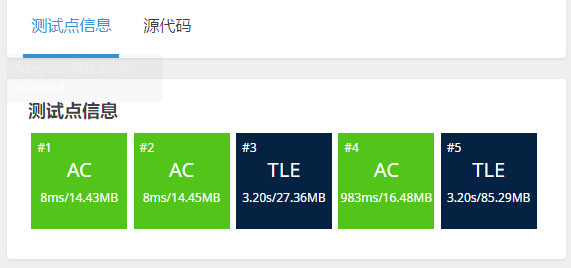 测试点信息 源代码
测试点信息
#1 #2 #3 #4 #5
AC AC TLE AC TLE
8ms/14.43MB 8ms/14.45MB 3.20s/27.36MB 983ms/16.48MB 3.20s/85.29MB